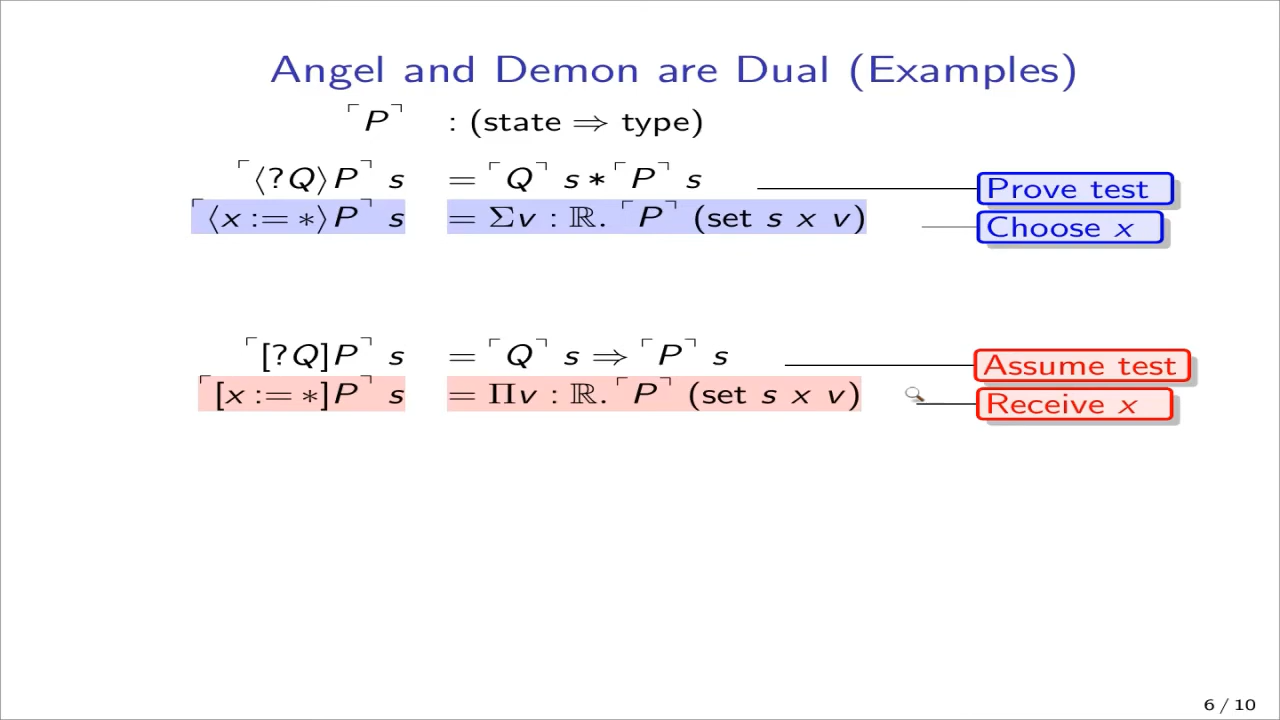 Angel and Demon are Dual (Examples)
⌜P⌝ : (state ⇒ type)
⌜⟨?Q⟩P⌝ s = ⌜Q⌝ s * ⌜P⌝ s Prove test
⌜⟨x := ∗⟩P⌝ s = Σv : ℝ. ⌜P⌝ (set s x v) Choose x
⌜[?Q]P⌝ s = ⌜Q⌝ s ⇒ ⌜P⌝ s Assume test
⌜[x := ∗]P⌝ s = Πv : ℝ. ⌜P⌝ (set s x v) Receive x
6 / 10